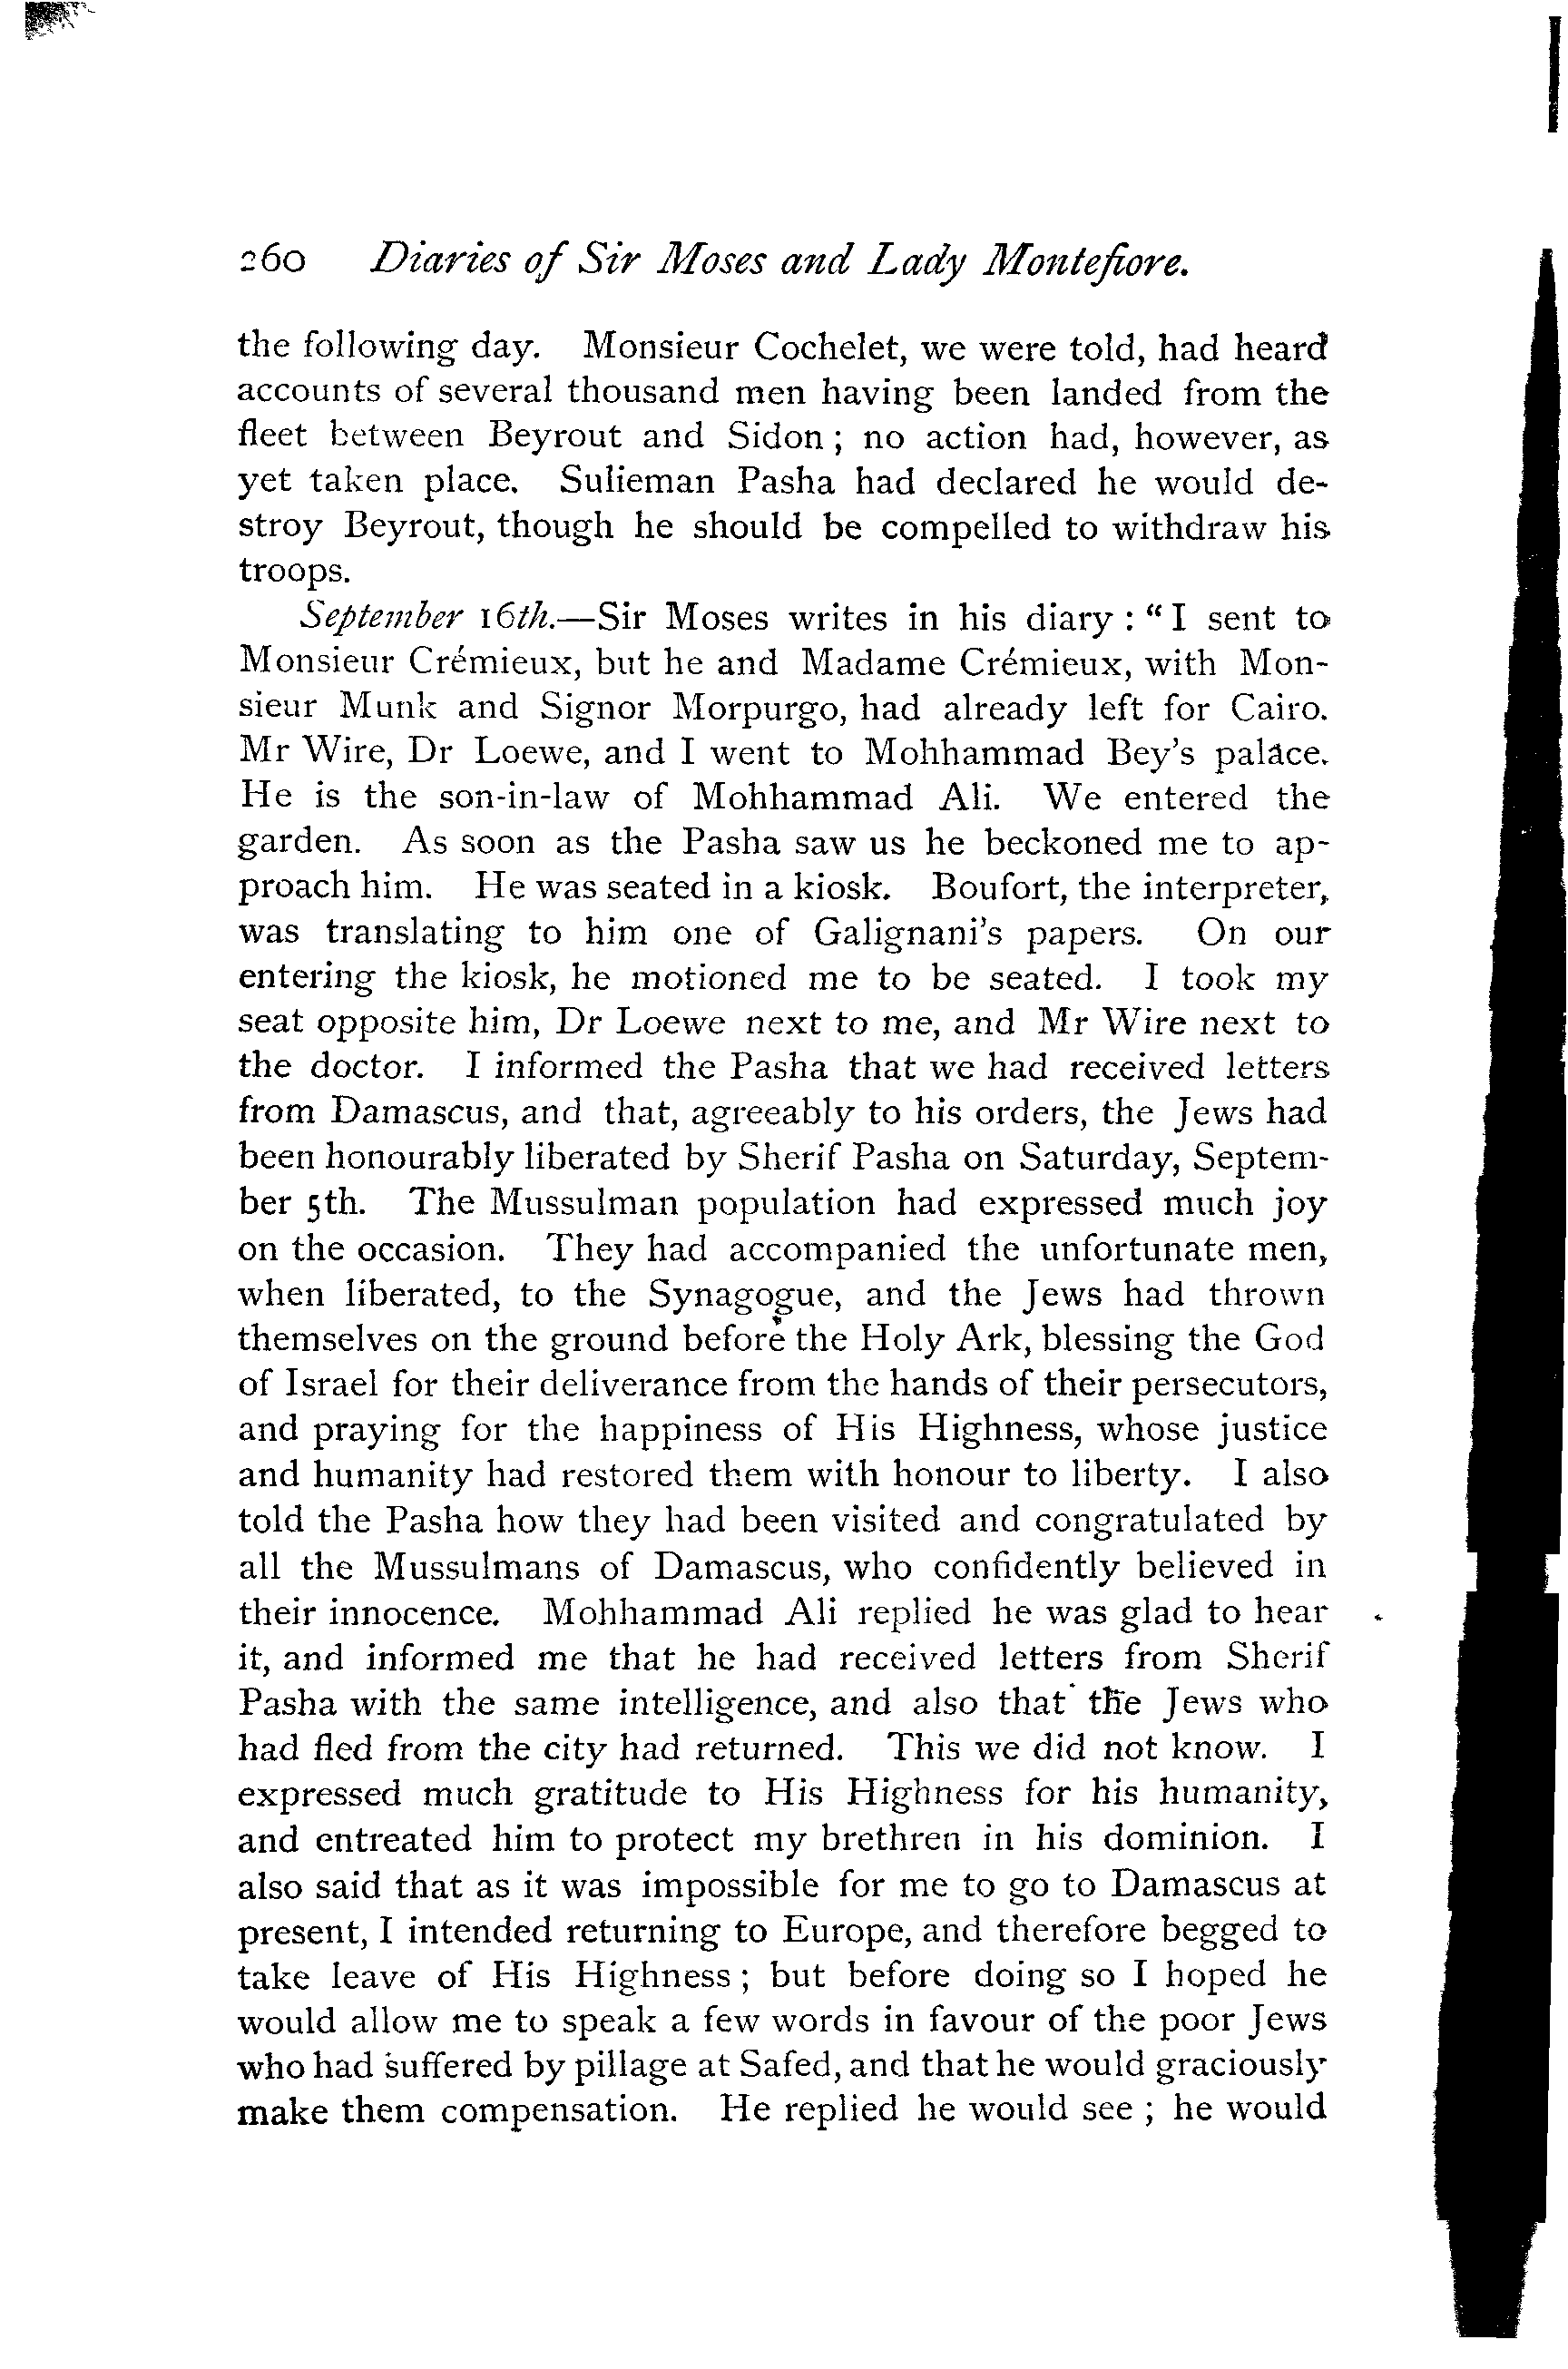 260 Diaries of Sir Moses and Lady Montefiore.
the following day. Monsieur Cochelet, we were told, had heard
accounts of several thousand men having been landed from the
fleet between Beyrout and Sidon ; no action had, however, as
yet taken place. Sulieman Pasha had declared he would de-
stroy Beyrout, though he should be compelled to withdraw his
troops.
September 16th.—Sir Moses writes in his diary : “ I sent to
Monsieur Crémieux, but he and Madame Crémieux, with Mon-
sieur Munk and Signor Morpurgo, had already left for Cairo.
Mr Wire, Dr Loewe, and I went to Mohhammad Bey's palace.
He is the son-in-law of Mohhammad Ali. We entered the
garden. As soon as the Pasha saw us he beckoned me to ap-
proach him. He was seated in a kiosk. Boufort, the interpreter,
was translating to him one of Galignani's papers. On our
entering the kiosk, he motioned me to be seated. I took my
seat opposite him, Dr Loewe next to me, and Mr Wire next to
the doctor. I informed the Pasha that we had received letters
from Damascus, and that, agreeably to his orders, the Jews had
been honourably liberated by Sherif Pasha on Saturday, Septem-
ber 5th. The Mussulman population had expressed much joy
on the occasion. They had accompanied the unfortunate men,
when liberated, to the Synagogue, and the Jews had thrown
themselves on the ground before the Holy Ark, blessing the God
of Israel for their deliverance from the hands of their persecutors,
and praying for the happiness of His Highness, whose justice
and humanity had restored them with honour to liberty. I also
told the Pasha how they had been visited and congratulated by
all the Mussulmans of Damascus, who confidently believed in
their innocence. Mohhammad Ali replied he was glad to hear
it, and informed me that he had received letters from Sherif
Pasha with the same intelligence, and also that the Jews who
had fled from the city had returned. This we did not know. I
expressed much gratitude to His Highness for his humanity,
and entreated him to protect my brethren in his dominion. I
also said that as it was impossible for me to go to Damascus at
present, I intended returning to Europe, and therefore begged to
take leave of His Highness ; but before doing so I hoped he
would allow me to speak a few words in favour of the poor Jews
who had suffered by pillage at Safed, and that he would graciously
make them compensation. He replied he would see ; he would